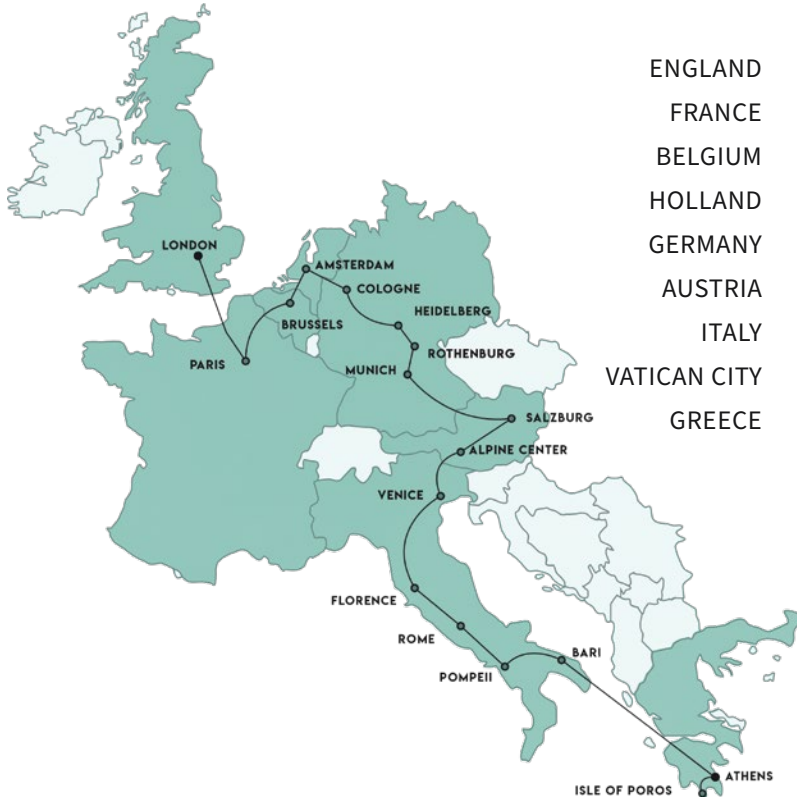 ENGLAND
FRANCE
BELGIUM
HOLLAND
GERMANY
AUSTRIA
ITALY
VATICAN CITY
GREECE
LONDON
AMSTERDAM
COLOGNE
BRUSSELS
HEIDELBERG
PARIS
ROTHENBURG
MUNICH
SALZBURG
ALPINE CENTER
VENICE
FLORENCE
ROME
BARI
POMPEII
ATHENS
ISLE OF POROS